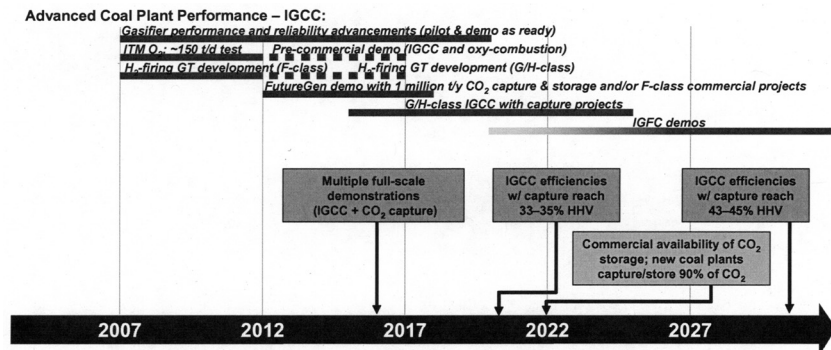 Advanced Coal Plant Performance – IGCC:
Gasifier performance and reliability advancements (pilot & demo as ready)
ITM O₂: ~150 t/d test Pre-commercial demo (IGCC and oxy-combustion)
H₂-firing GT development (F-class) H₂-firing GT development (G/H-class)
FutureGen demo with 1 million t/y CO₂ capture & storage and/or F-class commercial projects
G/H-class IGCC with capture projects
IGFC demos
Multiple full-scale
demonstrations
(IGCC + CO₂ capture)
IGCC efficiencies
w/ capture reach
33–35% HHV
IGCC efficiencies
w/ capture reach
43–45% HHV
Commercial availability of CO₂
storage; new coal plants
capture/store 90% of CO₂
2007 2012 2017 2022 2027